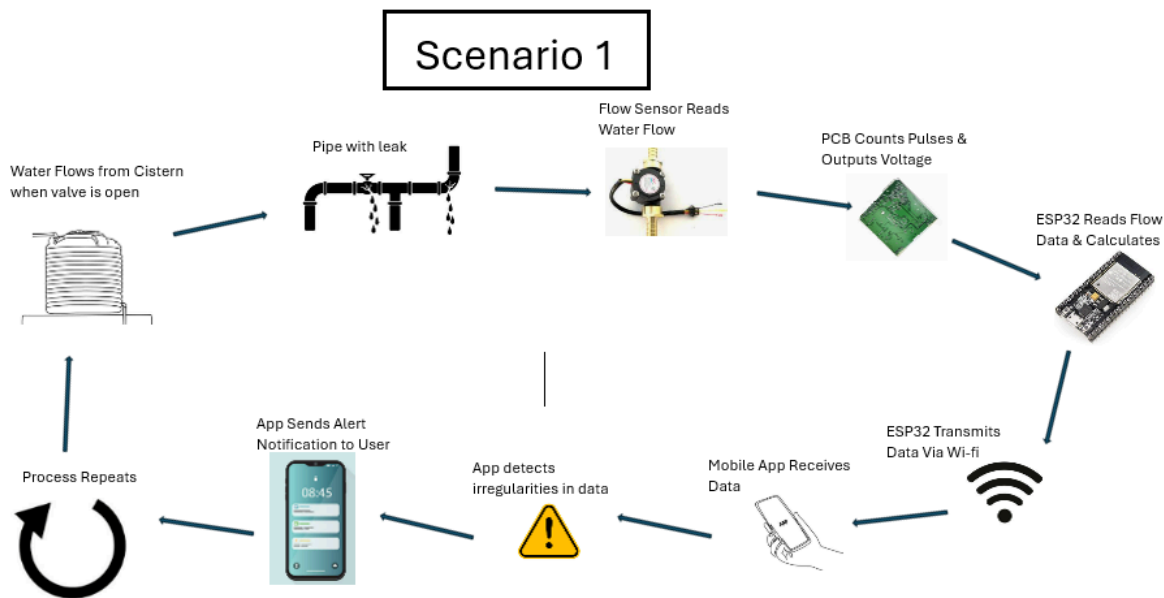 Scenario 1
Water Flows from Cistern
when valve is open
Pipe with leak
Flow Sensor Reads
Water Flow
PCB Counts Pulses &
Outputs Voltage
ESP32 Reads Flow
Data & Calculates
ESP32 Transmits
Data Via Wi-fi
Mobile App Receives
Data
APP
App detects
irregularities in data
App Sends Alert
Notification to User
08:45
Process Repeats